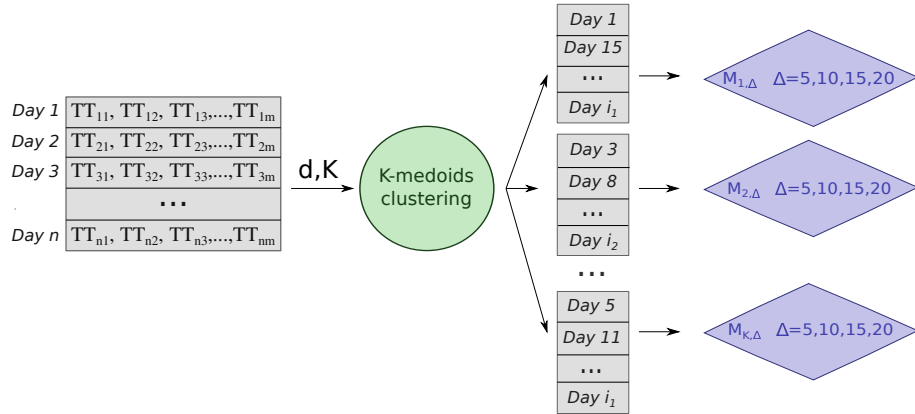 Day 1 TT11, TT12, TT13,...,TT1m
Day 2 TT21, TT22, TT23,...,TT2m
Day 3 TT31, TT32, TT33,...,TT3m
...
Day n TTn1, TTn2, TTn3,...,TTnm
d,K
K-medoids
clustering
Day 1
Day 15
...
Day i1
M1,Δ Δ=5,10,15,20
Day 3
Day 8
...
Day i2
M2,Δ Δ=5,10,15,20
...
Day 5
Day 11
...
Day i1
MK,Δ Δ=5,10,15,20